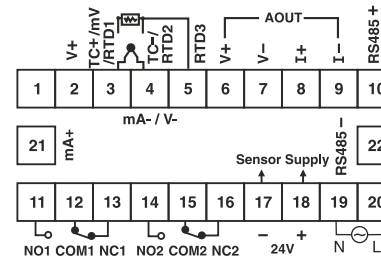 V+
TC+/mV
/RTD1
TC-/
RTD2
RTD3
AOUT
V+
V-
I+
I-
RS485+
1 2 3 4 5 6 7 8 9 10
mA- / V-
21
mA+
RS485-
22
Sensor Supply
11 12 13 14 15 16 17 18 19 20
NO1 COM1 NC1 NO2 COM2 NC2
- +
24V
N L